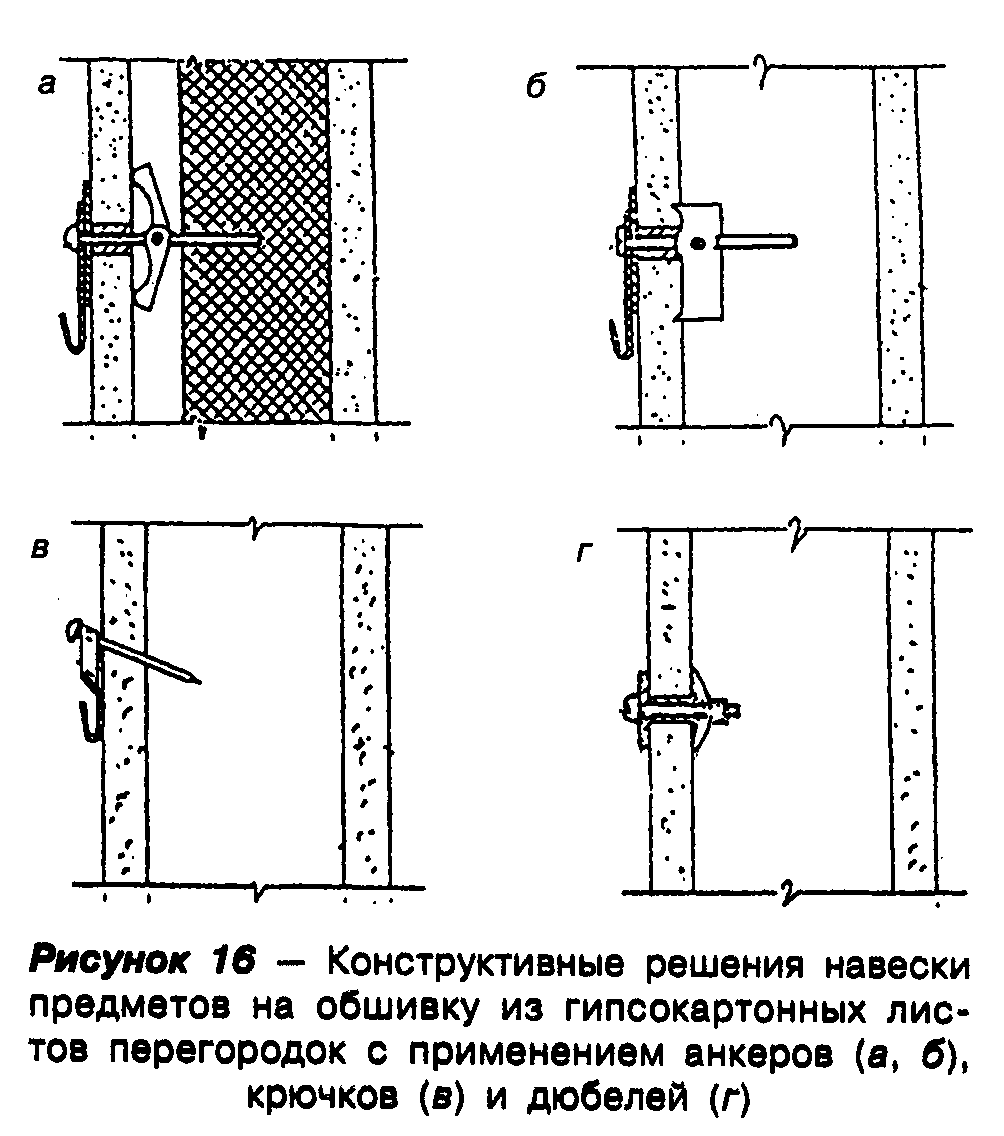 а
б
в
г
Рисунок 16 — Конструктивные решения навески
предметов на обшивку из гипсокартонных лис-
тов перегородок с применением анкеров (а, б),
крючков (в) и дюбелей (г)